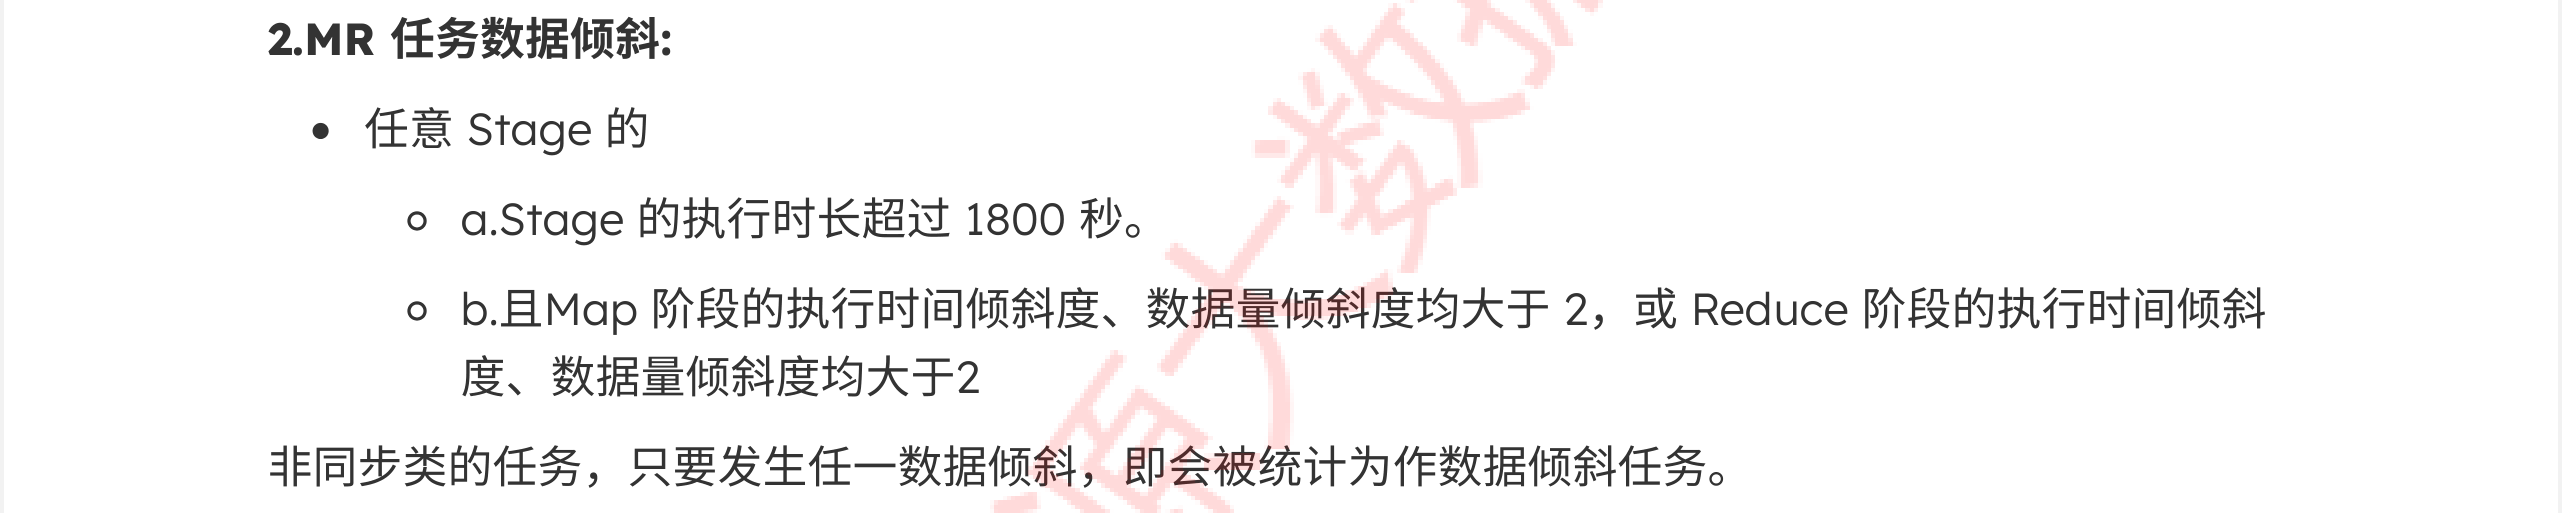 2.MR 任务数据倾斜:
• 任意 Stage 的
◦ a.Stage 的执行时长超过 1800 秒。
◦ b.且Map 阶段的执行时间倾斜度、数据量倾斜度均大于 2，或 Reduce 阶段的执行时间倾斜
度、数据量倾斜度均大于2
非同步类的任务，只要发生任一数据倾斜，即会被统计为作数据倾斜任务。
源大数据